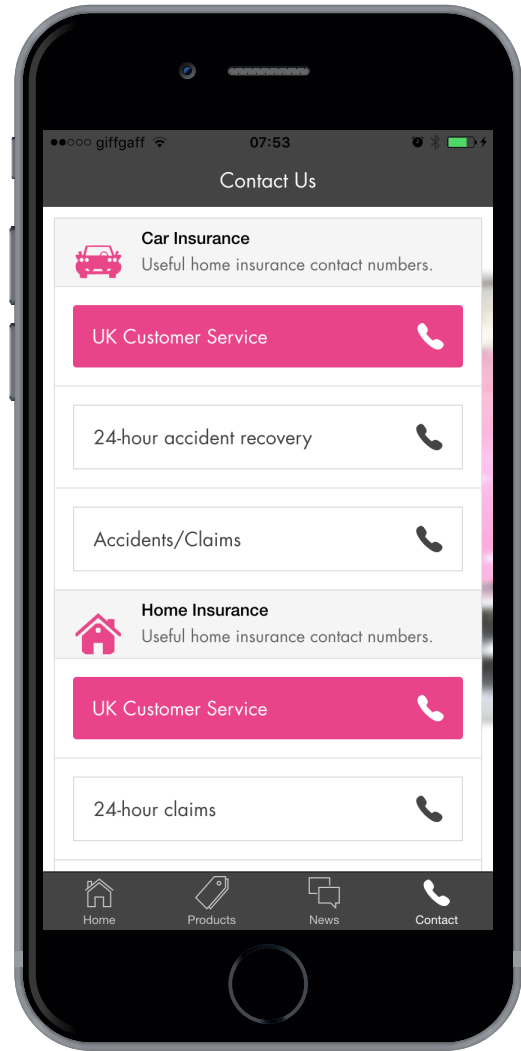 giffgaff
07:53
Contact Us
Car Insurance
Useful home insurance contact numbers.
UK Customer Service
24-hour accident recovery
Accidents/Claims
Home Insurance
Useful home insurance contact numbers.
UK Customer Service
24-hour claims
Home
Products
News
Contact